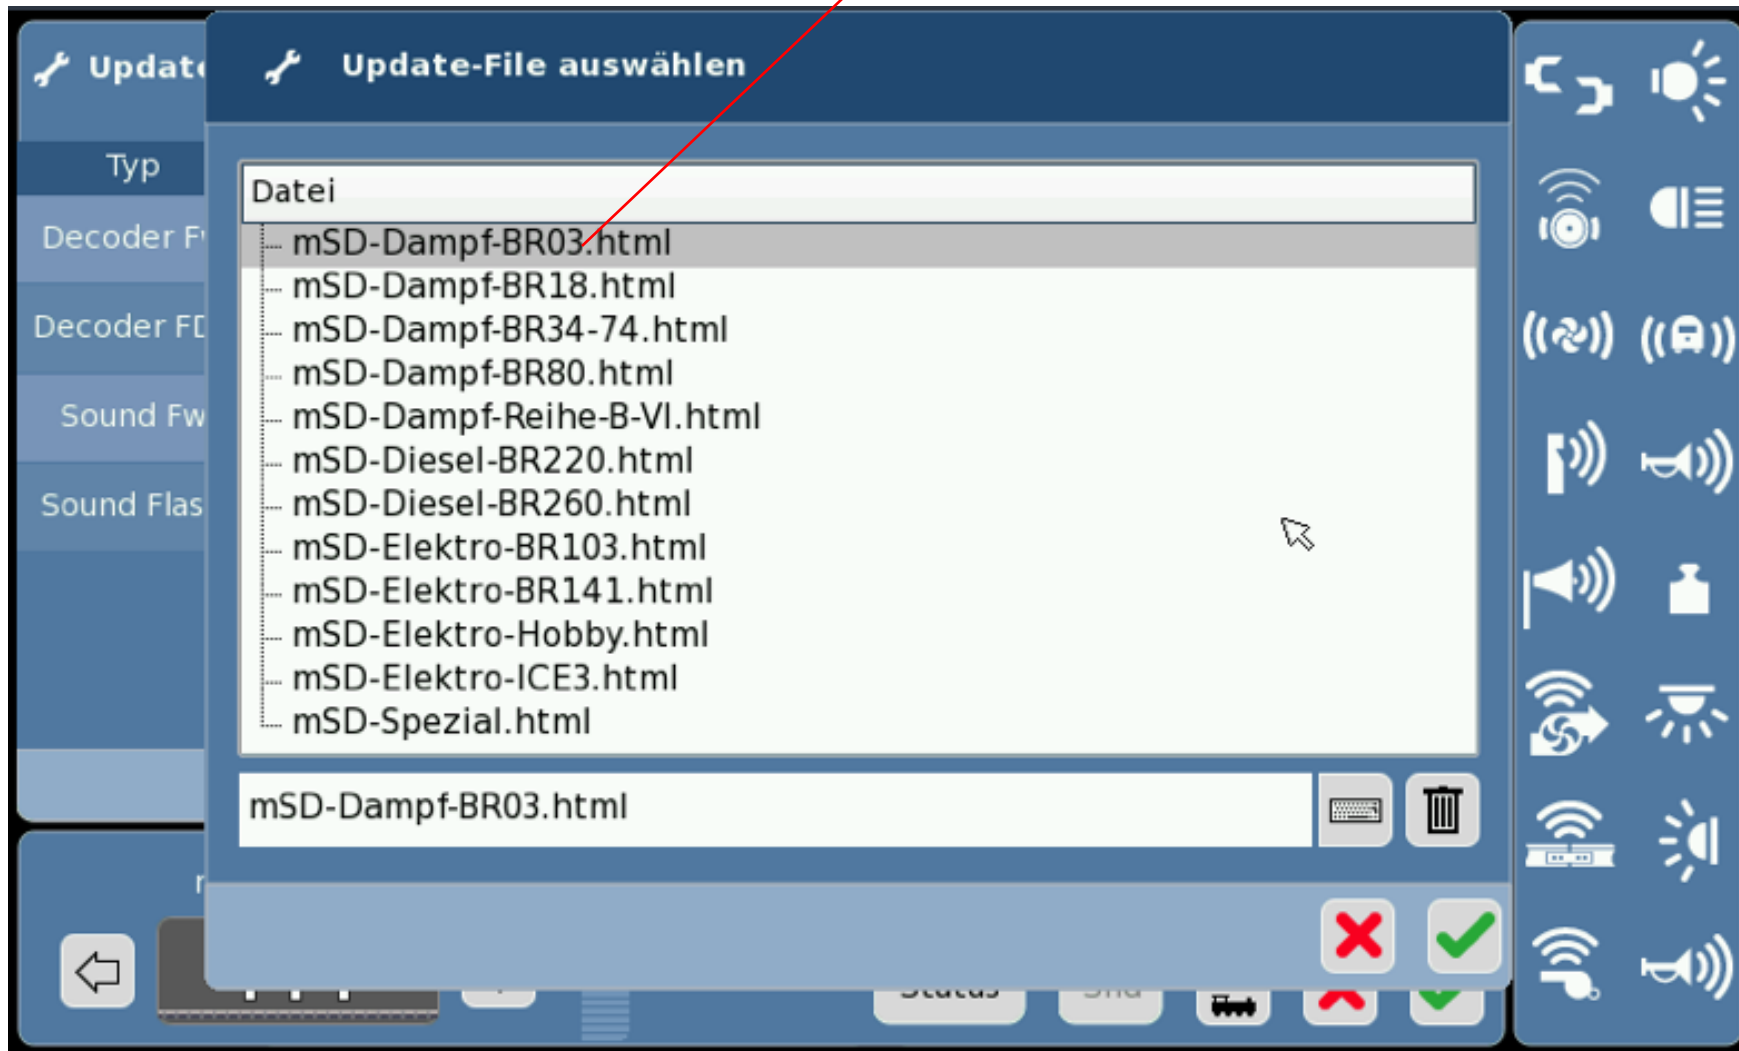 Update
Update-File auswählen
Typ
Datei
Decoder F
mSD-Dampf-BR03.html
mSD-Dampf-BR18.html
Decoder FD
mSD-Dampf-BR34-74.html
mSD-Dampf-BR80.html
Sound Fw
mSD-Dampf-Reihe-B-VI.html
mSD-Diesel-BR220.html
Sound Flas
mSD-Diesel-BR260.html
mSD-Elektro-BR103.html
mSD-Elektro-BR141.html
mSD-Elektro-Hobby.html
mSD-Elektro-ICE3.html
mSD-Spezial.html
mSD-Dampf-BR03.html
Status